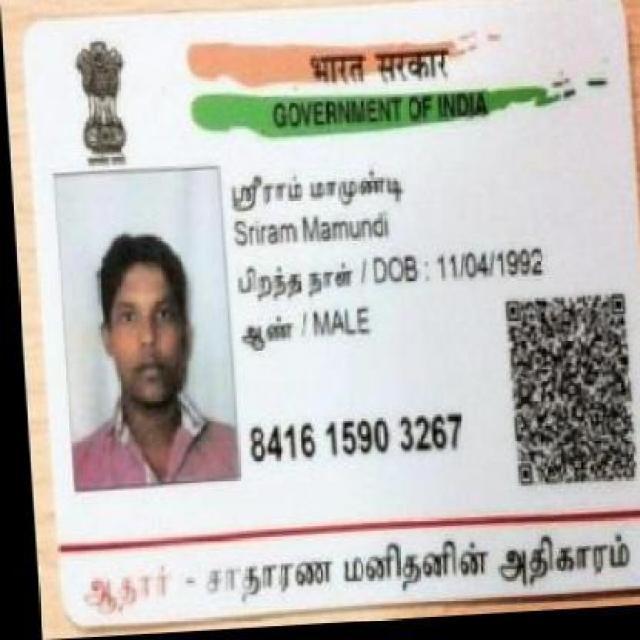 भारत सरकार
GOVERNMENT OF INDIA
ஸ்ரீராம் மாமுண்டி
Sriram Mamundi
பிறந்த நாள் / DOB : 11/04/1992
ஆண் / MALE
8416 1590 3267
ஆதார் - சாதாரண மனிதனின் அதிகாரம்